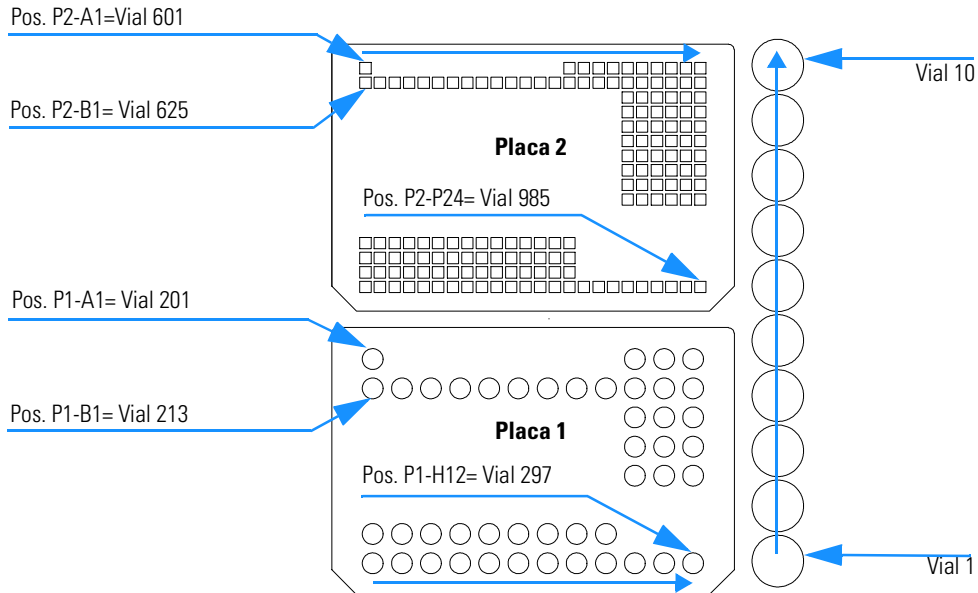 Pos. P2-A1=Vial 601
Vial 10
Pos. P2-B1= Vial 625
Placa 2
Pos. P2-P24= Vial 985
Pos. P1-A1= Vial 201
Pos. P1-B1= Vial 213
Placa 1
Pos. P1-H12= Vial 297
Vial 1